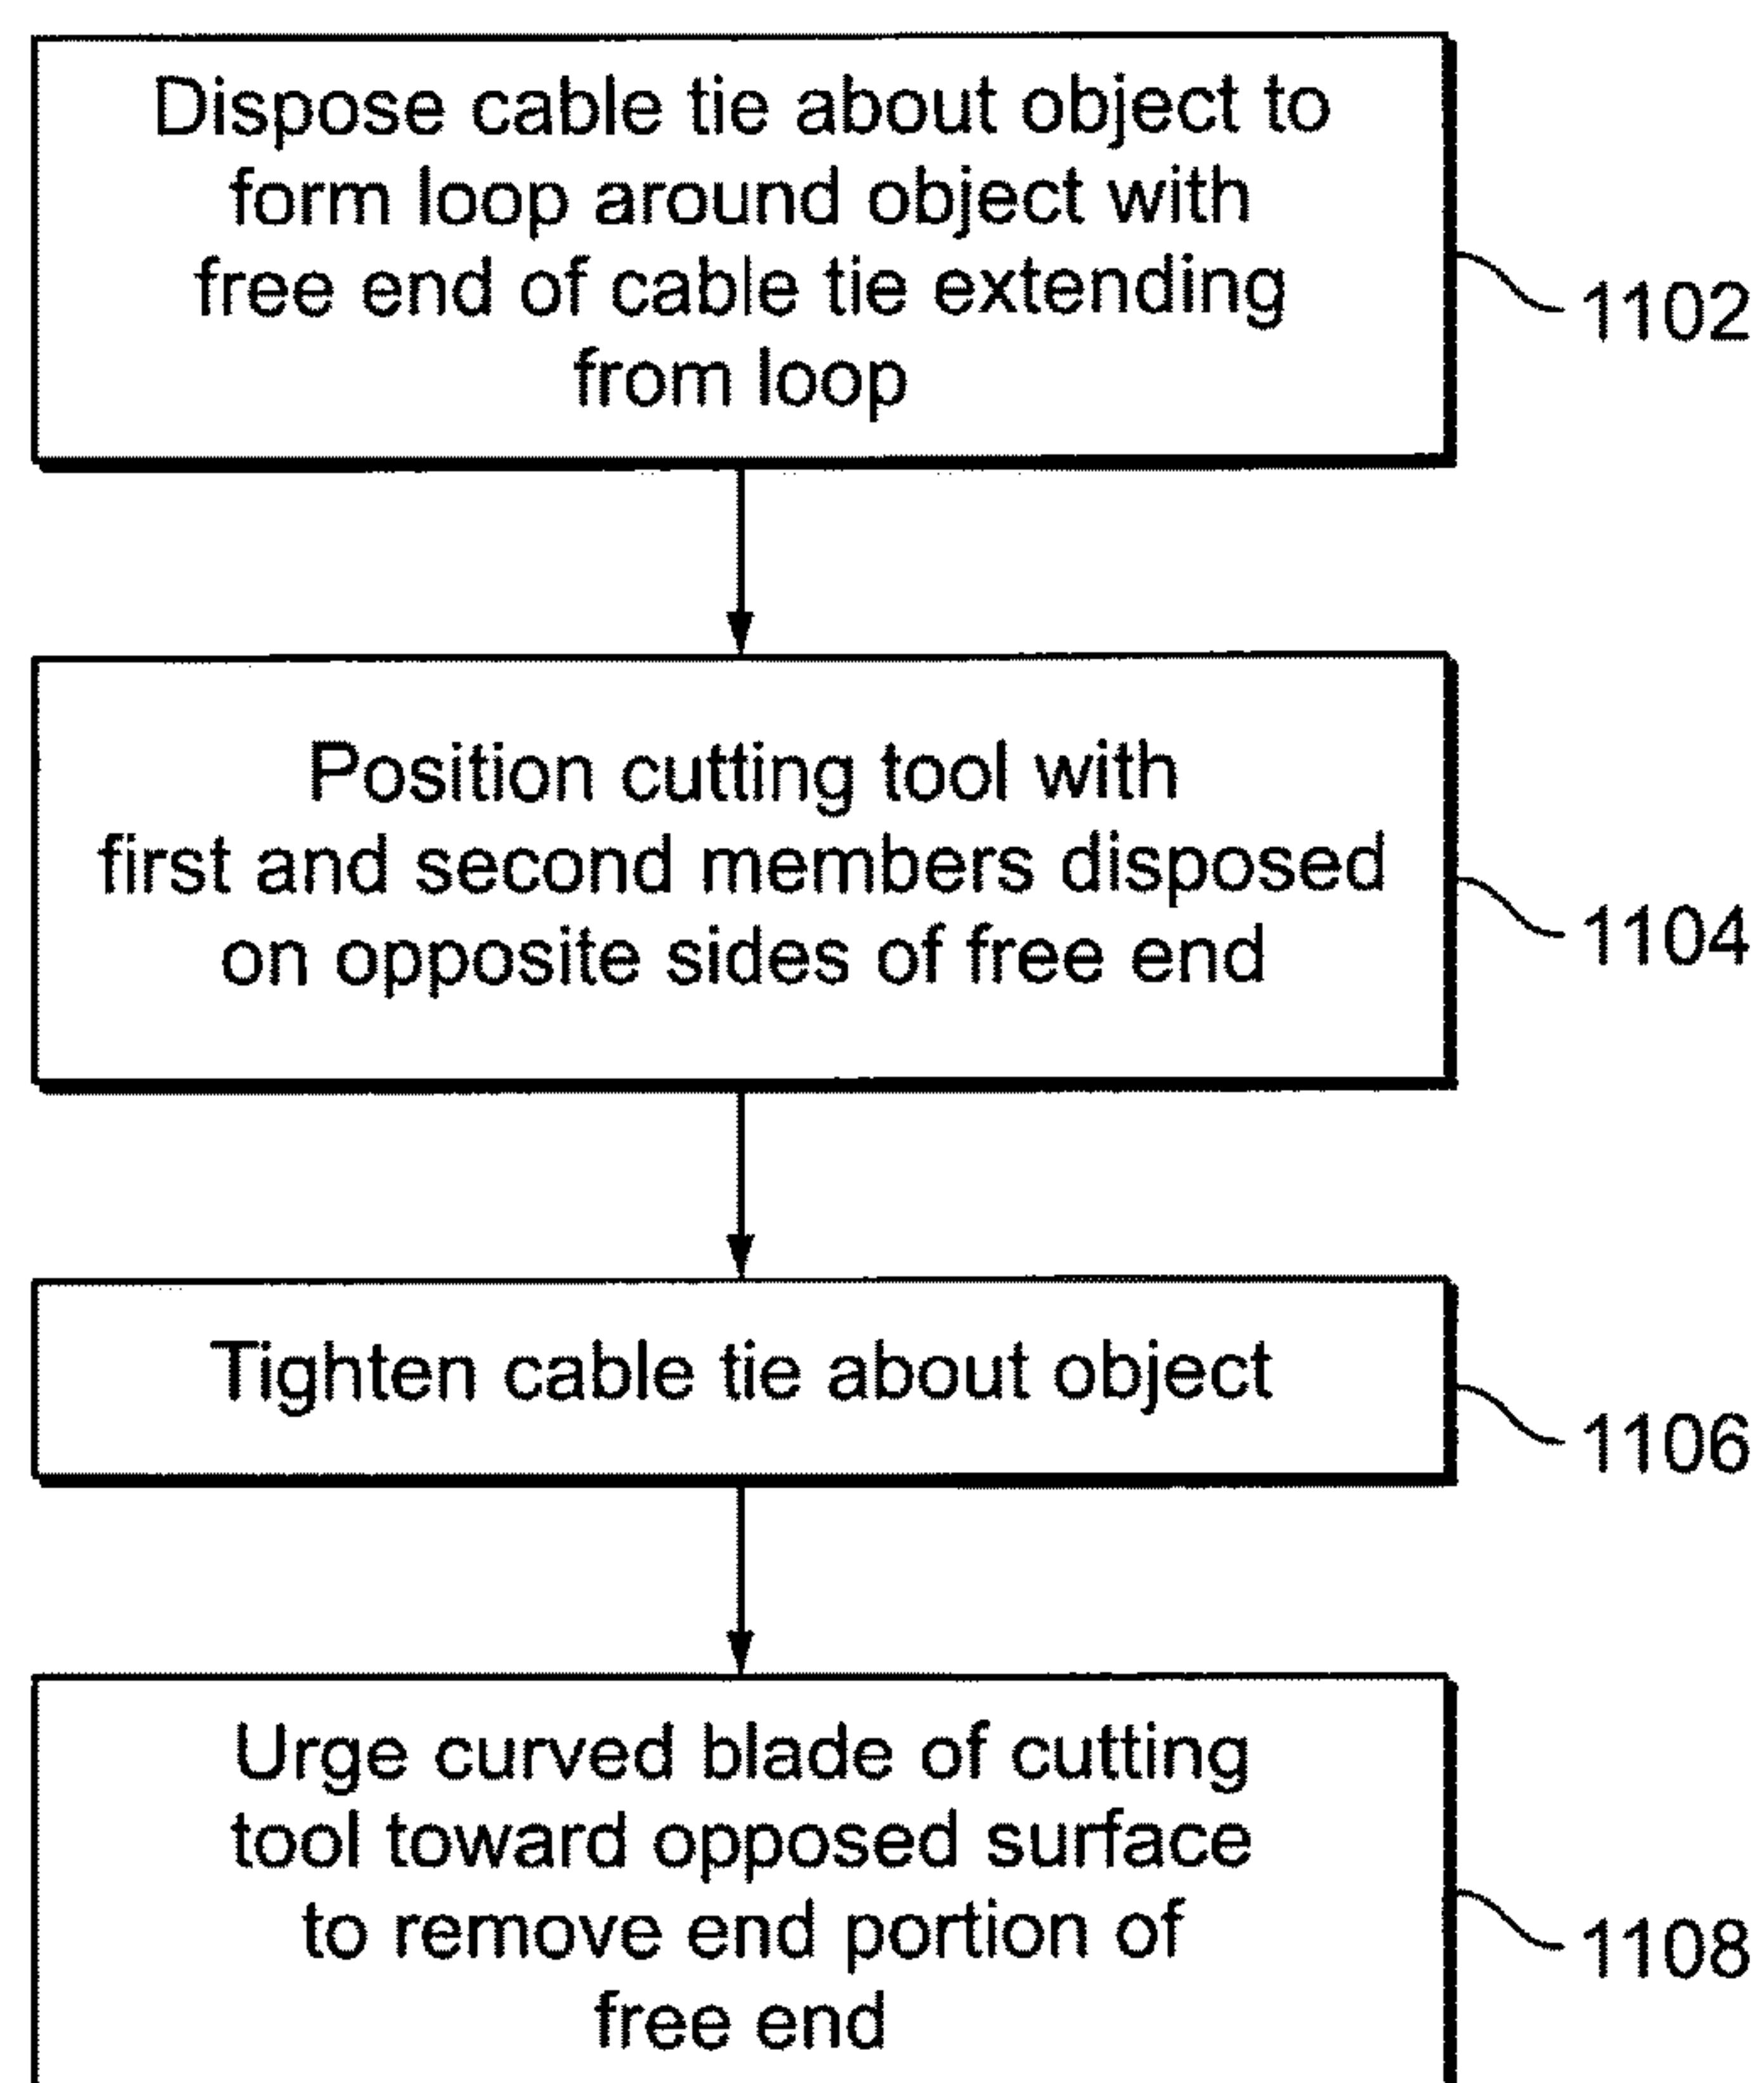 Dispose cable tie about object to
form loop around object with
free end of cable tie extending
from loop
1102
Position cutting tool with
first and second members disposed
on opposite sides of free end
1104
Tighten cable tie about object
1106
Urge curved blade of cutting
tool toward opposed surface
to remove end portion of
free end
1108